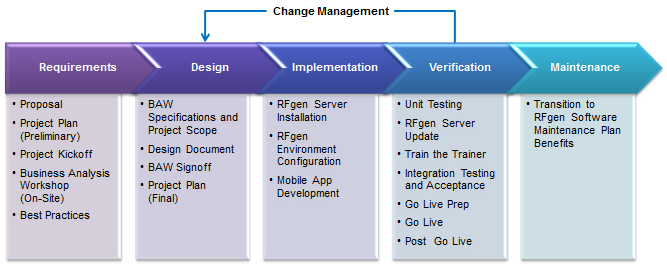 Change Management
Requirements
Design
Implementation
Verification
Maintenance
• Proposal
• Project Plan
(Preliminary)
• Project Kickoff
• Business Analysis
Workshop
(On-Site)
• Best Practices
• BAW
Specifications and
Project Scope
• Design Document
• BAW Signoff
• Project Plan
(Final)
• RFgen Server
Installation
• RFgen
Environment
Configuration
• Mobile App
Development
• Unit Testing
• RFgen Server
Update
• Train the Trainer
• Integration Testing
and Acceptance
• Go Live Prep
• Go Live
• Post Go Live
• Transition to
RFgen Software
Maintenance Plan
Benefits